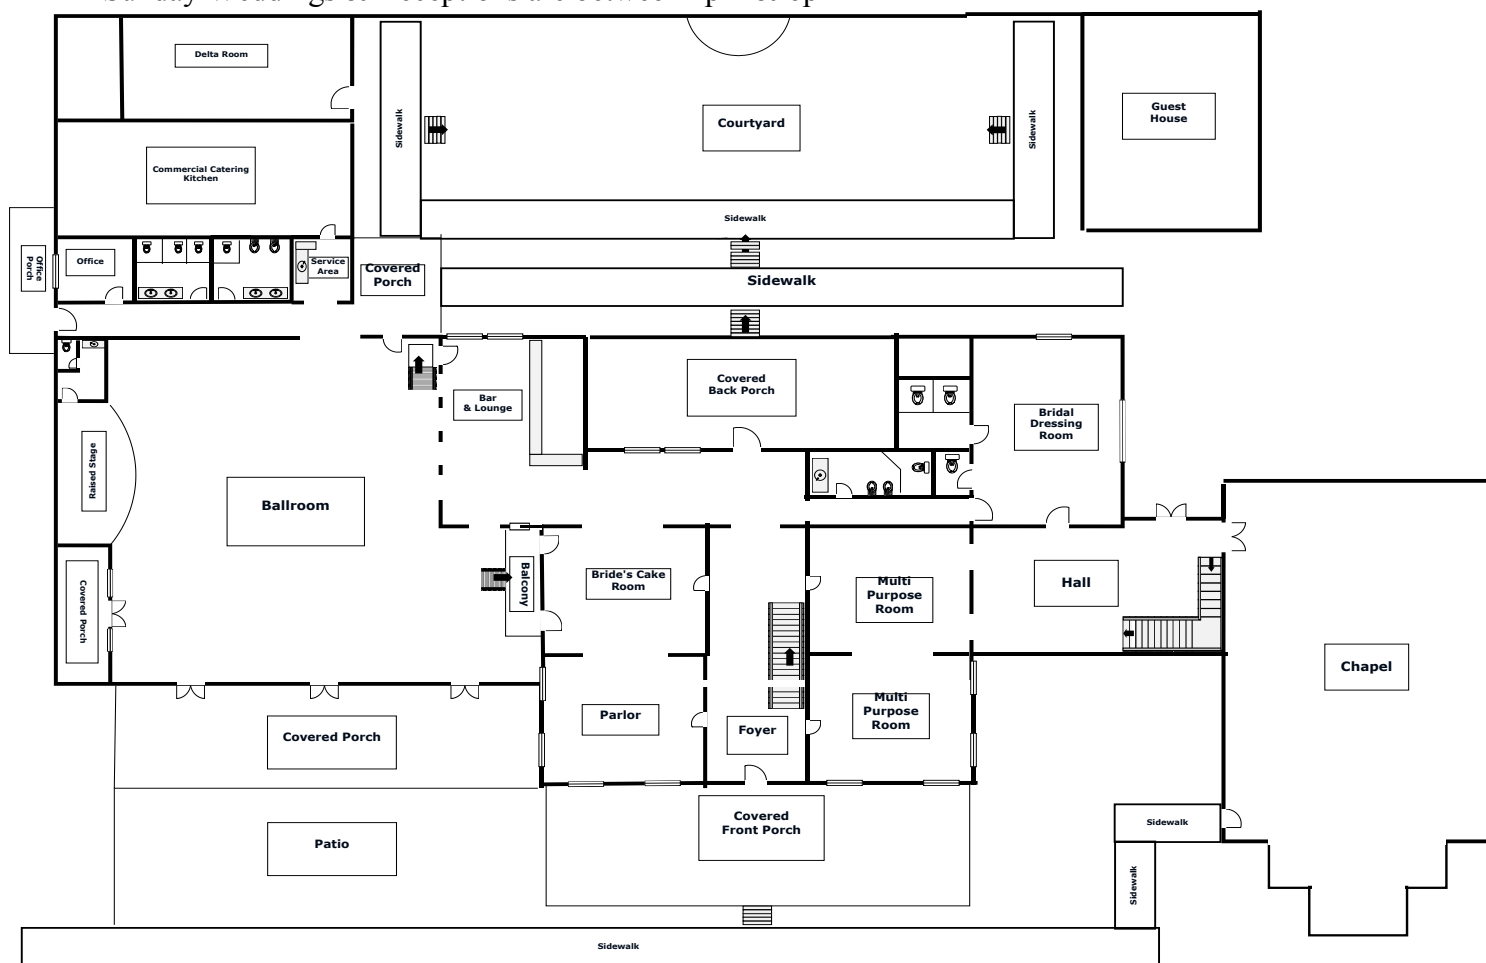 Delta Room
Sidewalk
Courtyard
Sidewalk
Guest
House
Commercial Catering
Kitchen
Sidewalk
Office
Porch
Office
Service
Area
Covered
Porch
Sidewalk
Bar
& Lounge
Covered
Back Porch
Bridal
Dressing
Room
Raised Stage
Ballroom
Balcony
Bride's Cake
Room
Multi
Purpose
Room
Hall
Covered Porch
Chapel
Parlor
Foyer
Multi
Purpose
Room
Covered Porch
Covered
Front Porch
Sidewalk
Patio
Sidewalk
Sidewalk